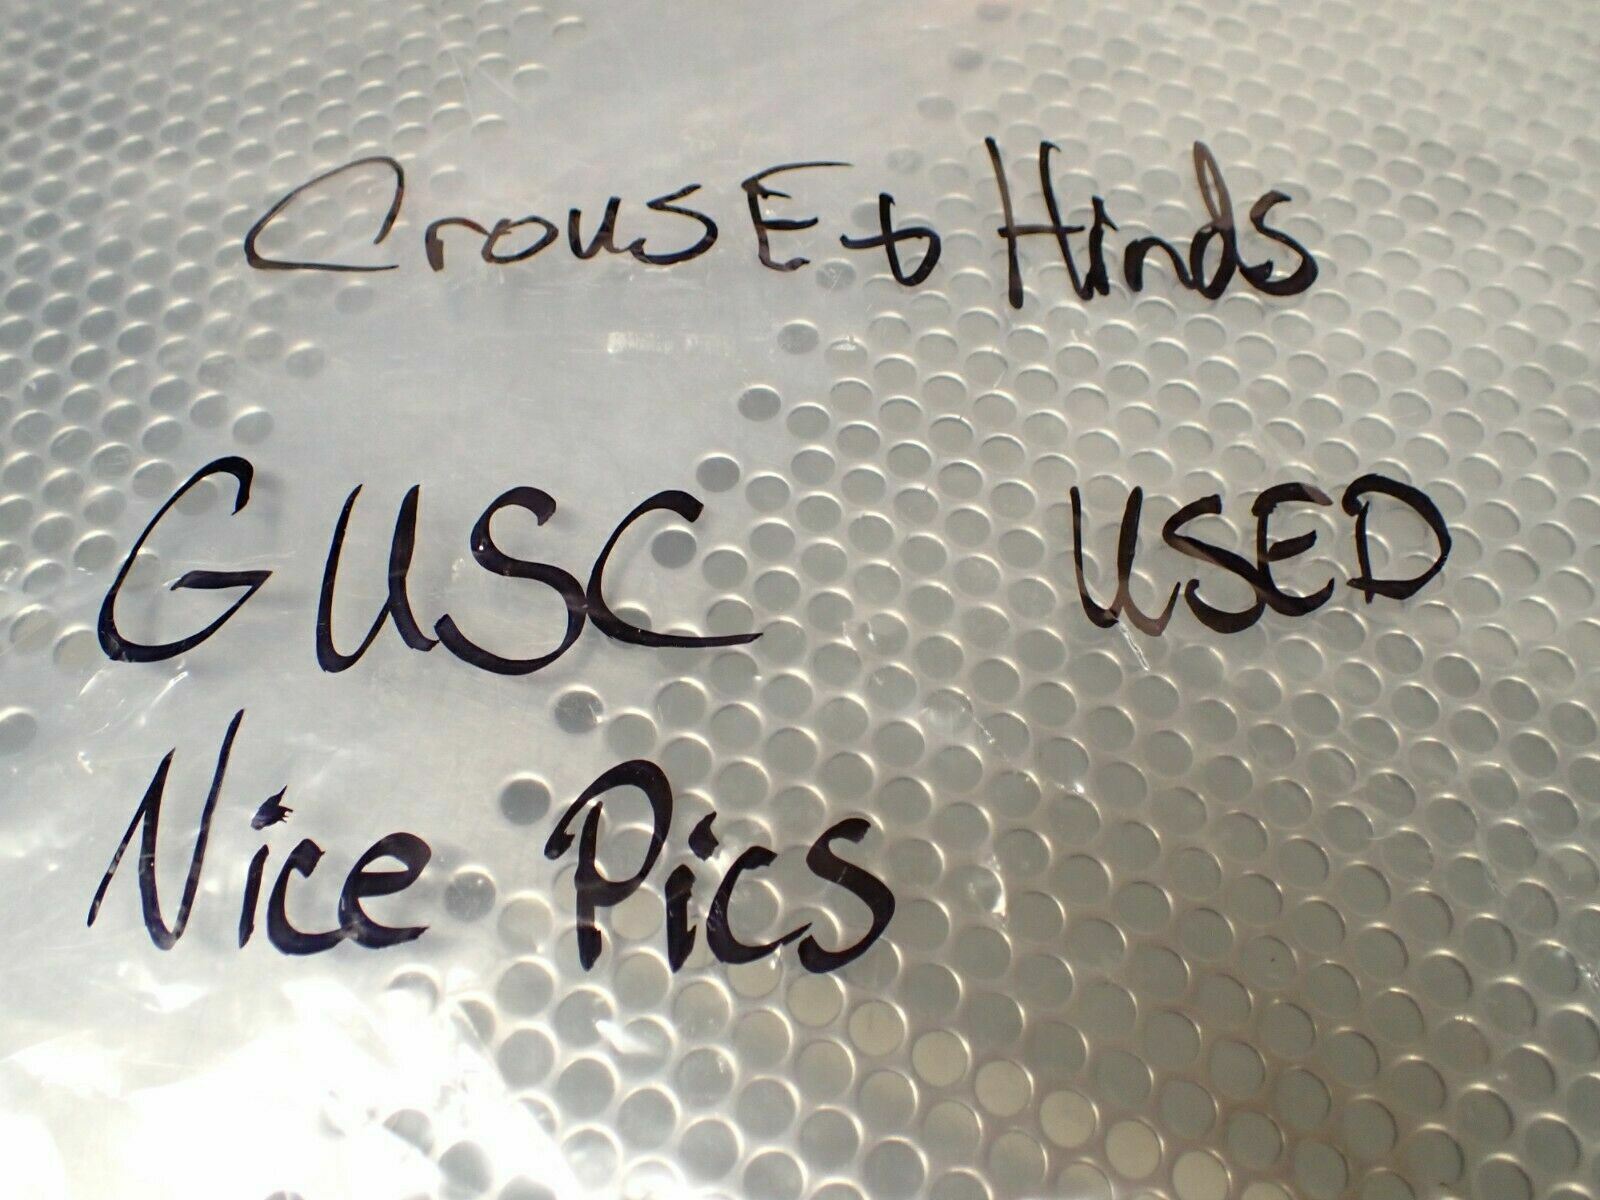 CrousE & Hinds
GUSC USED
Nice Pics